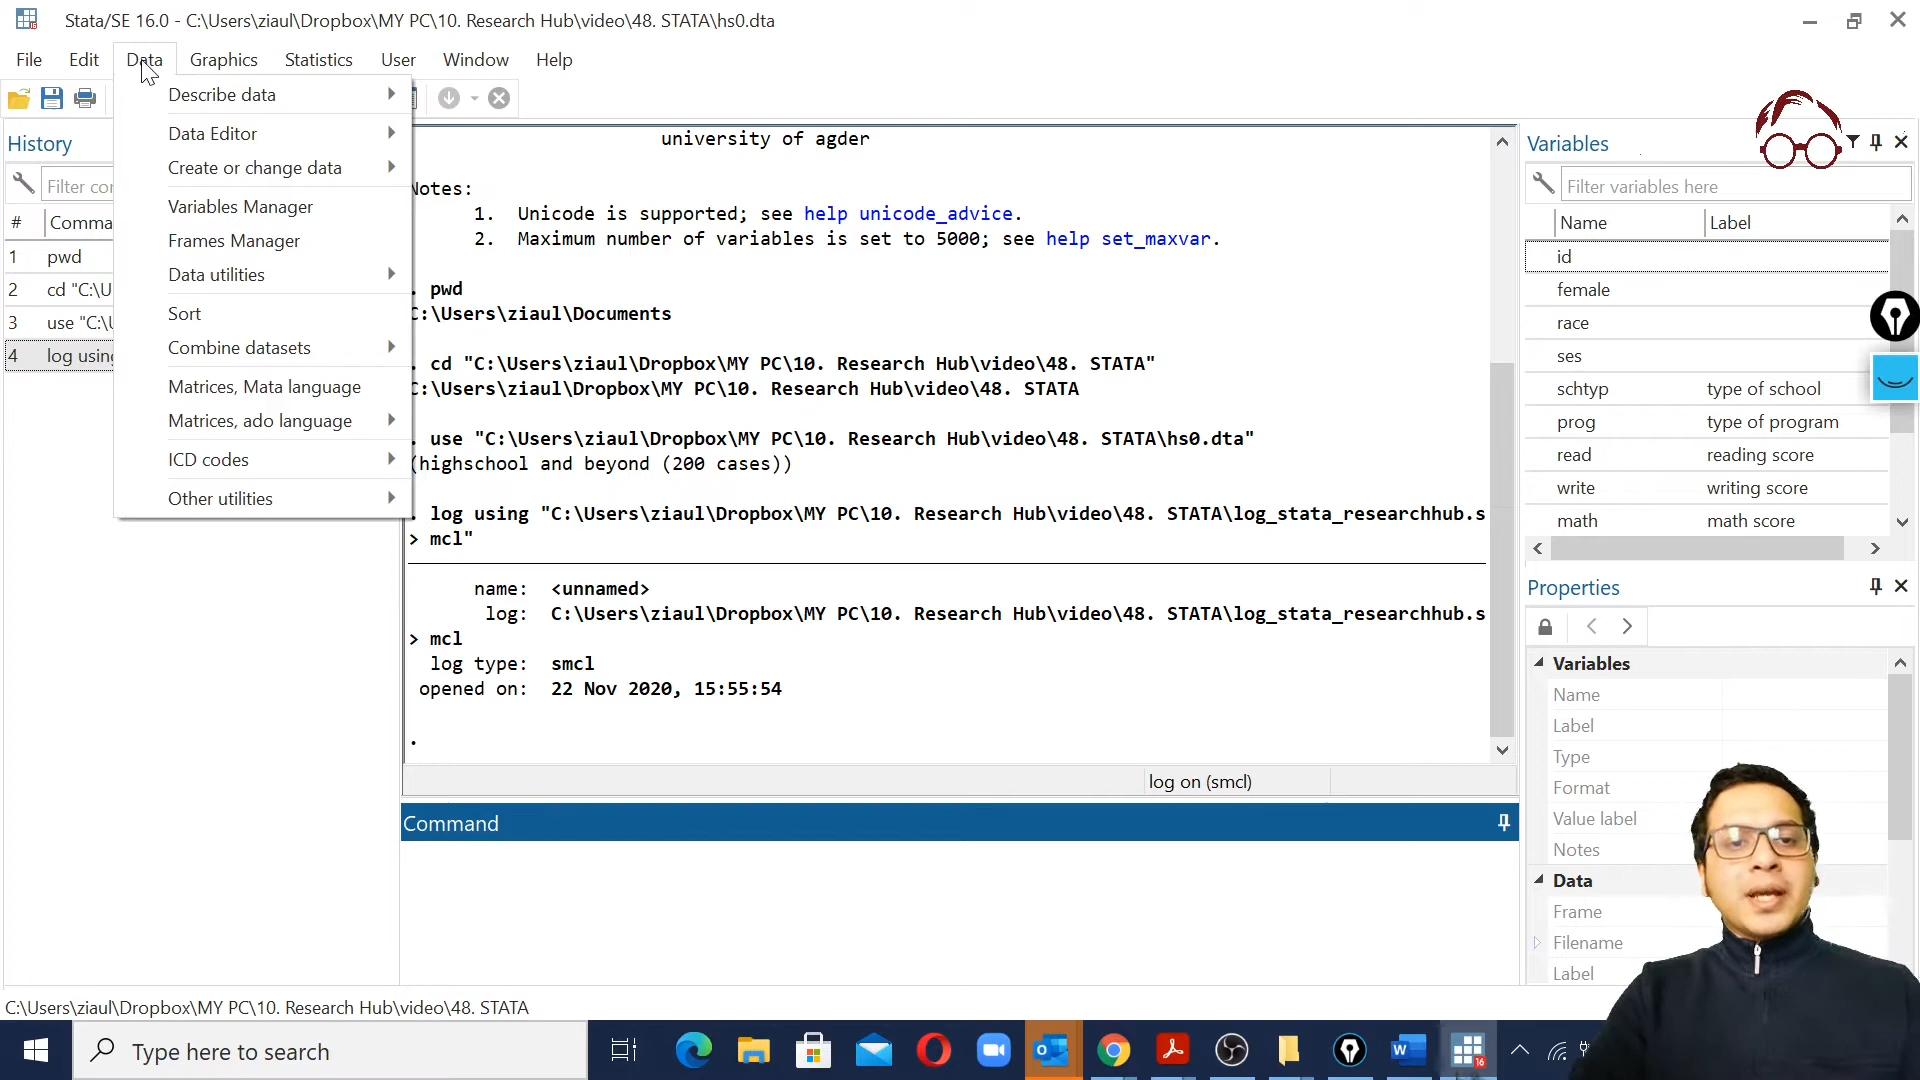 Stata/SE 16.0 - C:\Users\ziaul\Dropbox\MY PC\10. Research Hub\video\48. STATA\hs0.dta
File Edit Data Graphics Statistics User Window Help
Describe data
Data Editor
Create or change data
Variables Manager
Frames Manager
Data utilities
Sort
Combine datasets
Matrices, Mata language
Matrices, ado language
ICD codes
Other utilities
History
Filter co
# Comma
1 pwd
2 cd "C:\U
3 use "C:\U
4 log using
university of agder
Notes:
1. Unicode is supported; see help unicode_advice.
2. Maximum number of variables is set to 5000; see help set_maxvar.
. pwd
C:\Users\ziaul\Documents
. cd "C:\Users\ziaul\Dropbox\MY PC\10. Research Hub\video\48. STATA"
C:\Users\ziaul\Dropbox\MY PC\10. Research Hub\video\48. STATA
. use "C:\Users\ziaul\Dropbox\MY PC\10. Research Hub\video\48. STATA\hs0.dta"
(highschool and beyond (200 cases))
. log using "C:\Users\ziaul\Dropbox\MY PC\10. Research Hub\video\48. STATA\log_stata_researchhub.s
> mcl"
name: <unnamed>
log: C:\Users\ziaul\Dropbox\MY PC\10. Research Hub\video\48. STATA\log_stata_researchhub.s
> mcl
log type: smcl
opened on: 22 Nov 2020, 15:55:54
.
log on (smcl)
Command
Variables
Filter variables here
Name Label
id
female
race
ses
schtyp type of school
prog type of program
read reading score
write writing score
math math score
Properties
Variables
Name
Label
Type
Format
Value label
Notes
Data
Frame
Filename
Label
C:\Users\ziaul\Dropbox\MY PC\10. Research Hub\video\48. STATA
Type here to search
16